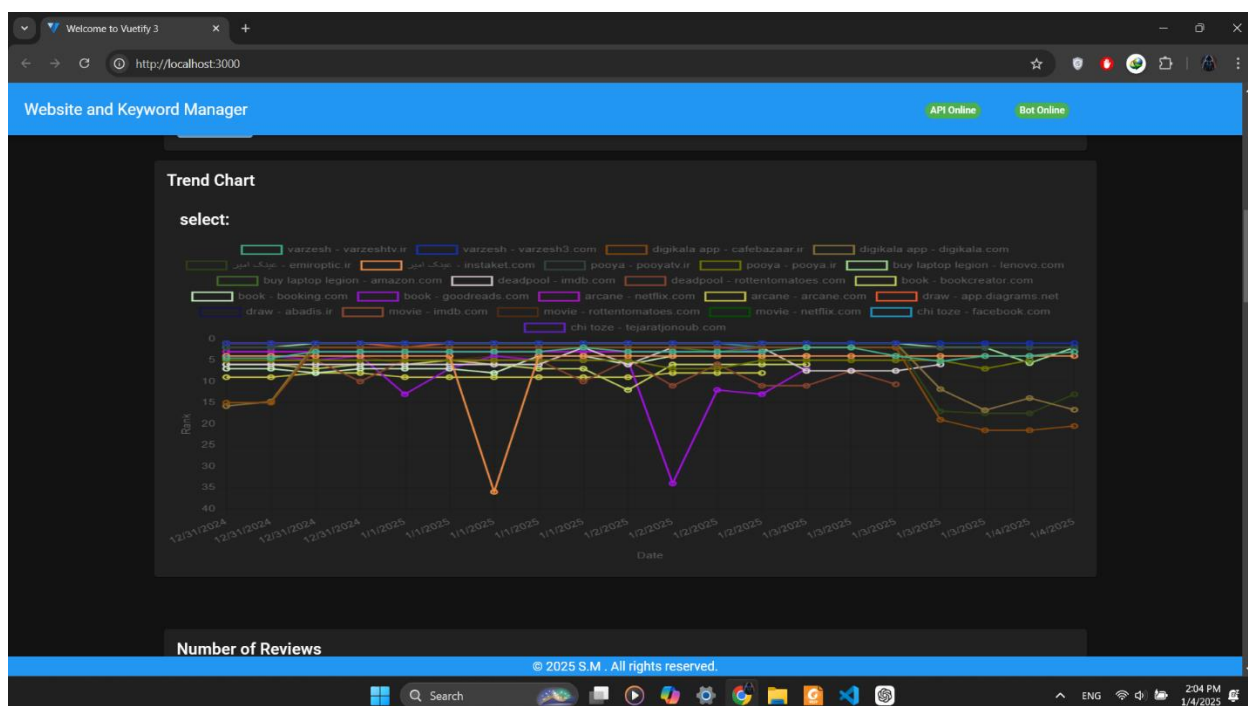 Welcome to Vuetify 3
http://localhost:3000
Website and Keyword Manager
API Online
Bot Online
Trend Chart
select:
varzesh - varzeshtv.ir varzesh - varzesh3.com digikala app - cafebazaar.ir digikala app - digikala.com
عینک امیر - emiroptic.ir عینک امیر - instaket.com pooya - pooyatv.ir pooya - pooya.ir buy laptop legion - lenovo.com
buy laptop legion - amazon.com deadpool - imdb.com deadpool - rottentomatoes.com book - bookcreator.com
book - booking.com book - goodreads.com arcane - netflix.com arcane - arcane.com draw - app.diagrams.net
draw - abadis.ir movie - imdb.com movie - rottentomatoes.com movie - netflix.com chi toze - facebook.com
chi toze - tejaratjonoub.com
0
5
10
15
20
25
30
35
40
Rank
12/31/2024 12/31/2024 12/31/2024 12/31/2024 1/1/2025 1/1/2025 1/1/2025 1/1/2025 1/1/2025 1/2/2025 1/2/2025 1/2/2025 1/2/2025 1/3/2025 1/3/2025 1/3/2025 1/3/2025 1/3/2025 1/4/2025 1/4/2025
Date
Number of Reviews
© 2025 S.M . All rights reserved.
Search
ENG
2:04 PM
1/4/2025